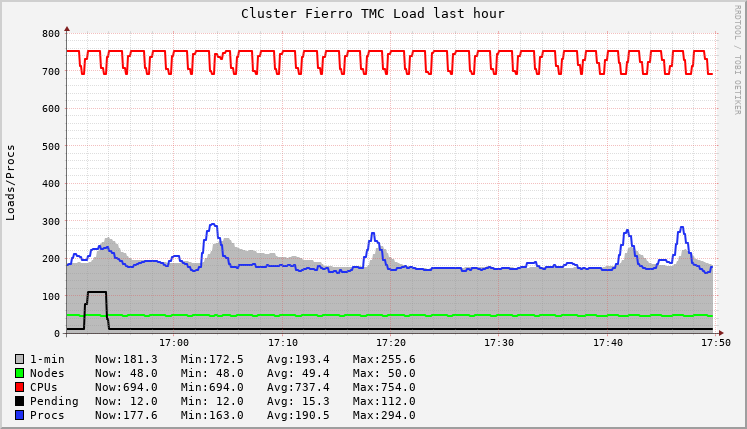 Cluster Fierro TMC Load last hour
RRDTOOL / TOBI OETIKER
Loads/Procs
800
700
600
500
400
300
200
100
0
17:00 17:10 17:20 17:30 17:40 17:50
1-min Now:181.3 Min:172.5 Avg:193.4 Max:255.6
Nodes Now: 48.0 Min: 48.0 Avg: 49.4 Max: 50.0
CPUs Now:694.0 Min:694.0 Avg:737.4 Max:754.0
Pending Now: 12.0 Min: 12.0 Avg: 15.3 Max:112.0
Procs Now:177.6 Min:163.0 Avg:190.5 Max:294.0